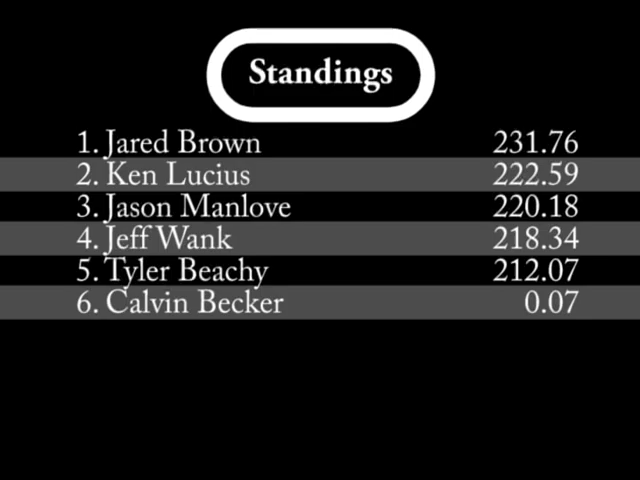 Standings
1. Jared Brown 231.76
2. Ken Lucius 222.59
3. Jason Manlove 220.18
4. Jeff Wank 218.34
5. Tyler Beachy 212.07
6. Calvin Becker 0.07